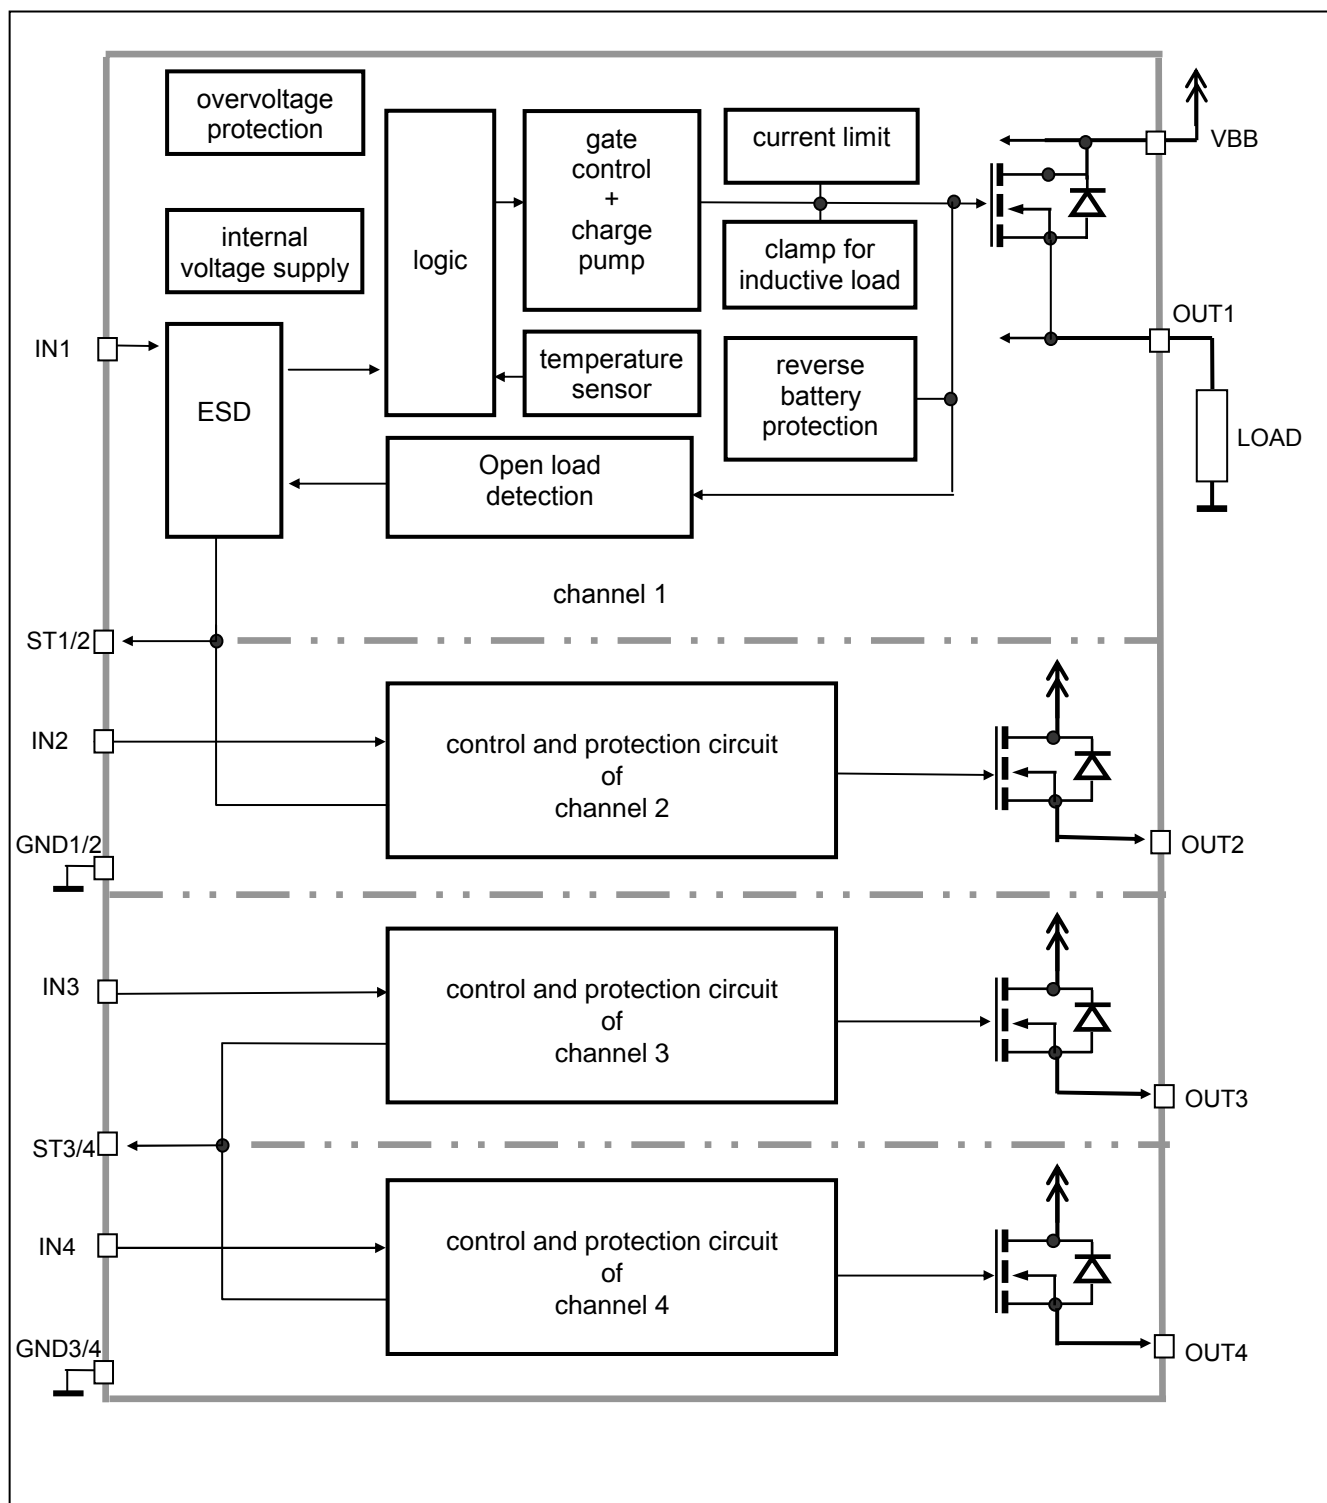 overvoltage
protection
internal
voltage supply
logic
gate
control
+
charge
pump
current limit
clamp for
inductive load
VBB
IN1
ESD
temperature
sensor
reverse
battery
protection
OUT1
LOAD
Open load
detection
channel 1
ST1/2
IN2
control and protection circuit
of
channel 2
GND1/2
OUT2
IN3
control and protection circuit
of
channel 3
OUT3
ST3/4
IN4
control and protection circuit
of
channel 4
GND3/4
OUT4